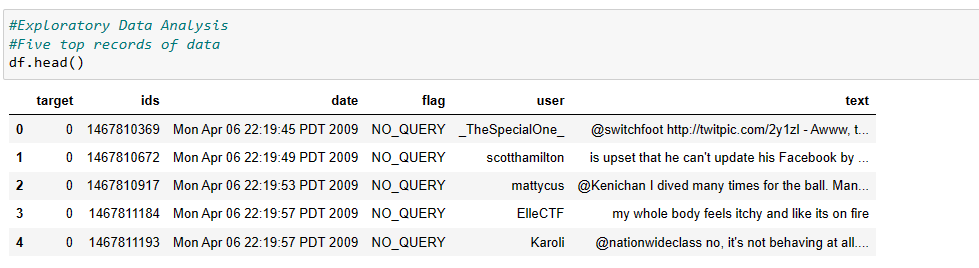 #Exploratory Data Analysis
#Five top records of data
df.head()
target ids date flag user text
0 0 1467810369 Mon Apr 06 22:19:45 PDT 2009 NO_QUERY _TheSpecialOne_ @switchfoot http://twitpic.com/2y1zl - Awww, t...
1 0 1467810672 Mon Apr 06 22:19:49 PDT 2009 NO_QUERY scotthamilton is upset that he can't update his Facebook by ...
2 0 1467810917 Mon Apr 06 22:19:53 PDT 2009 NO_QUERY mattycus @Kenichan I dived many times for the ball. Man...
3 0 1467811184 Mon Apr 06 22:19:57 PDT 2009 NO_QUERY ElleCTF my whole body feels itchy and like its on fire
4 0 1467811193 Mon Apr 06 22:19:57 PDT 2009 NO_QUERY Karoli @nationwideclass no, it's not behaving at all....